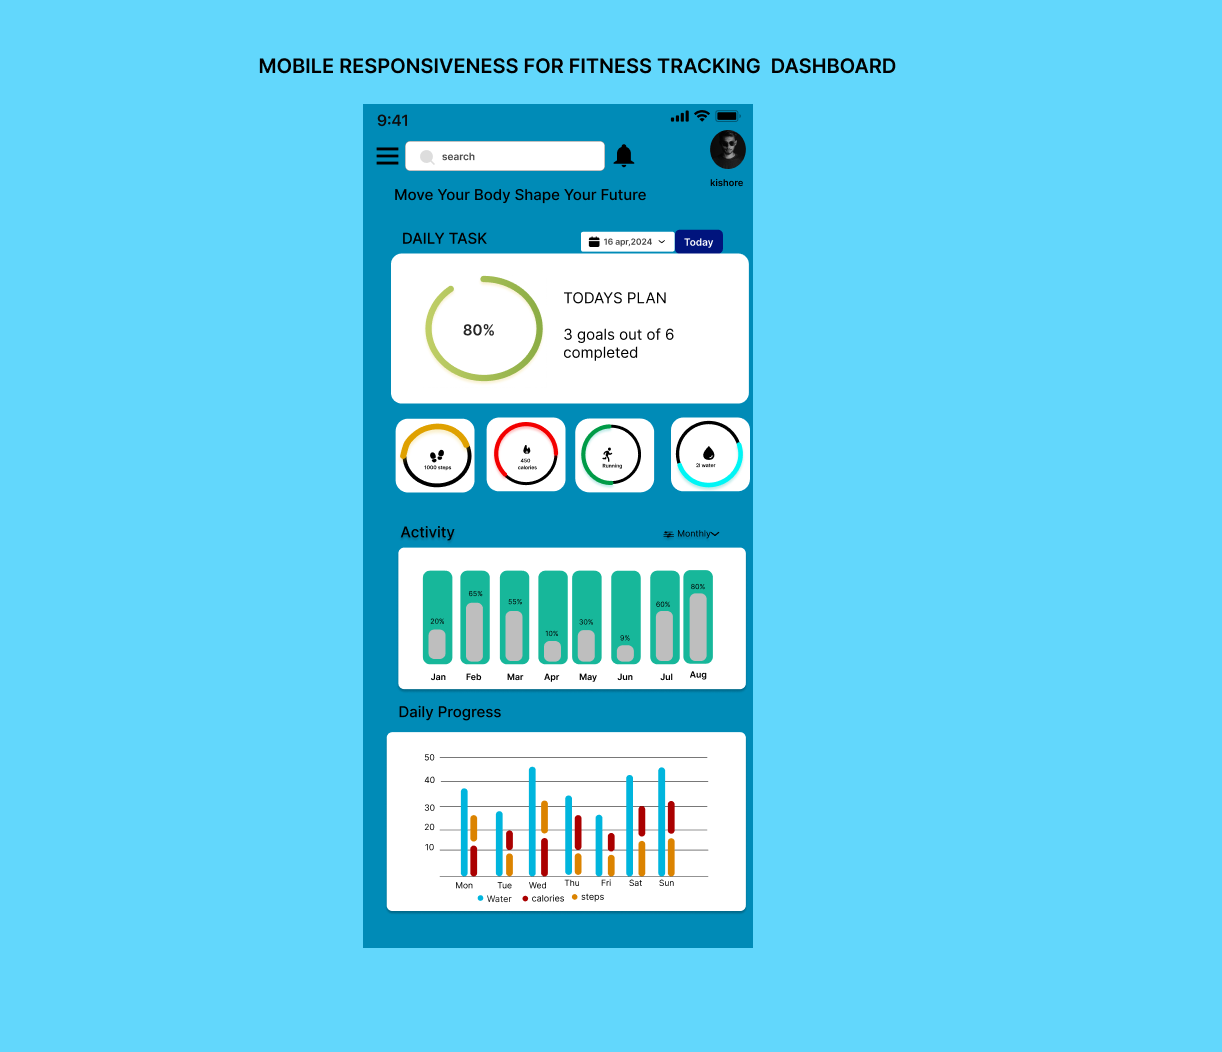 MOBILE RESPONSIVENESS FOR FITNESS TRACKING  DASHBOARD
9:41
search
kishore
Move Your Body Shape Your Future
DAILY TASK
16 apr,2024
Today
80%
TODAYS PLAN
3 goals out of 6
completed
1000 steps
450
calories
Running
2l water
Activity
Monthly
20%
65%
55%
10%
30%
9%
60%
80%
Jan
Feb
Mar
Apr
May
Jun
Jul
Aug
Daily Progress
50
40
30
20
10
Mon
Tue
Wed
Thu
Fri
Sat
Sun
Water
calories
steps